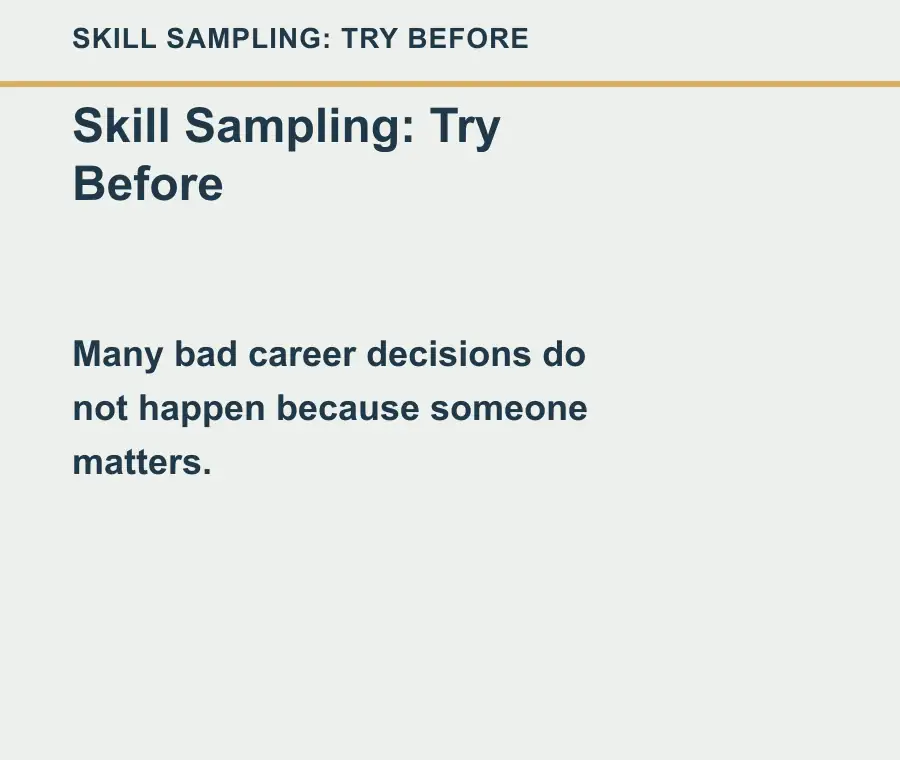 SKILL SAMPLING: TRY BEFORE
Skill Sampling: Try
Before
Many bad career decisions do
not happen because someone
matters.